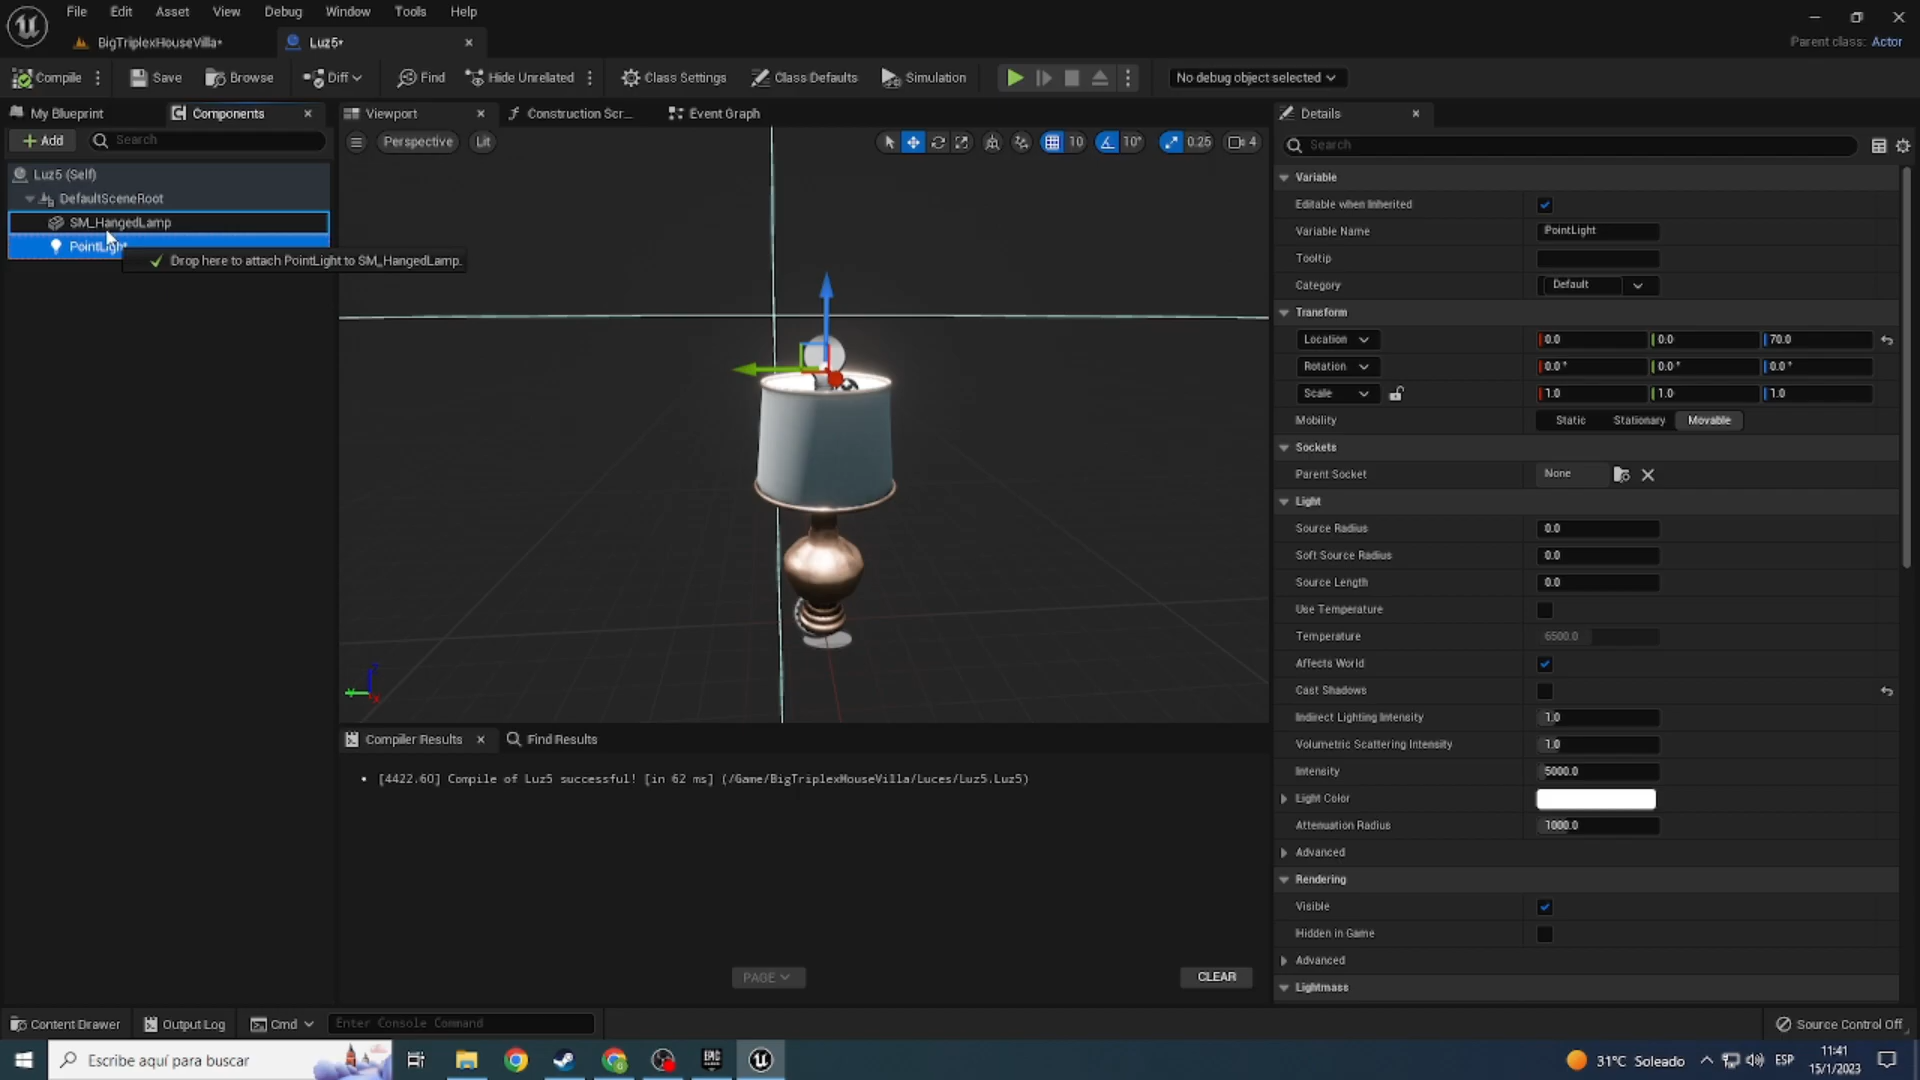 File Edit View Asset Debug Window Tools Help
BigTriplexHouseVilla*
Luz5*
Parent class: Actor
Compile
Save
Browse
Diff
Find
Hide Unrelated
Class Settings
Class Defaults
Simulation
No debug object selected
My Blueprint
Components
Viewport
Construction Scr...
Event Graph
Details
Add
Search
Perspective
Lit
10
10°
0.25
4
Search
Luz5 (Self)
DefaultSceneRoot
SM_HangedLamp
PointLight
Drop here to attach PointLight to SM_HangedLamp.
Variable
Editable when Inherited
Variable Name PointLight
Tooltip
Category Default
Transform
Location 0.0 0.0 70.0
Rotation 0.0° 0.0° 0.0°
Scale 1.0 1.0 1.0
Mobility Static Stationary Movable
Sockets
Parent Socket None
Light
Source Radius 0.0
Soft Source Radius 0.0
Source Length 0.0
Use Temperature
Temperature 6500.0
Affects World
Cast Shadows
Indirect Lighting Intensity 1.0
Volumetric Scattering Intensity 1.0
Intensity 5000.0
Light Color
Attenuation Radius 1000.0
Advanced
Rendering
Visible
Hidden in Game
Advanced
Lightmass
Compiler Results
Find Results
[4422.60] Compile of Luz5 successful! [in 62 ms] (/Game/BigTriplexHouseVilla/Luces/Luz5.Luz5)
PAGE
CLEAR
Content Drawer
Output Log
Cmd
Enter Console Command
Source Control Off
Escribe aquí para buscar
EPIC
31°C Soleado
ESP
11:41
15/1/2023